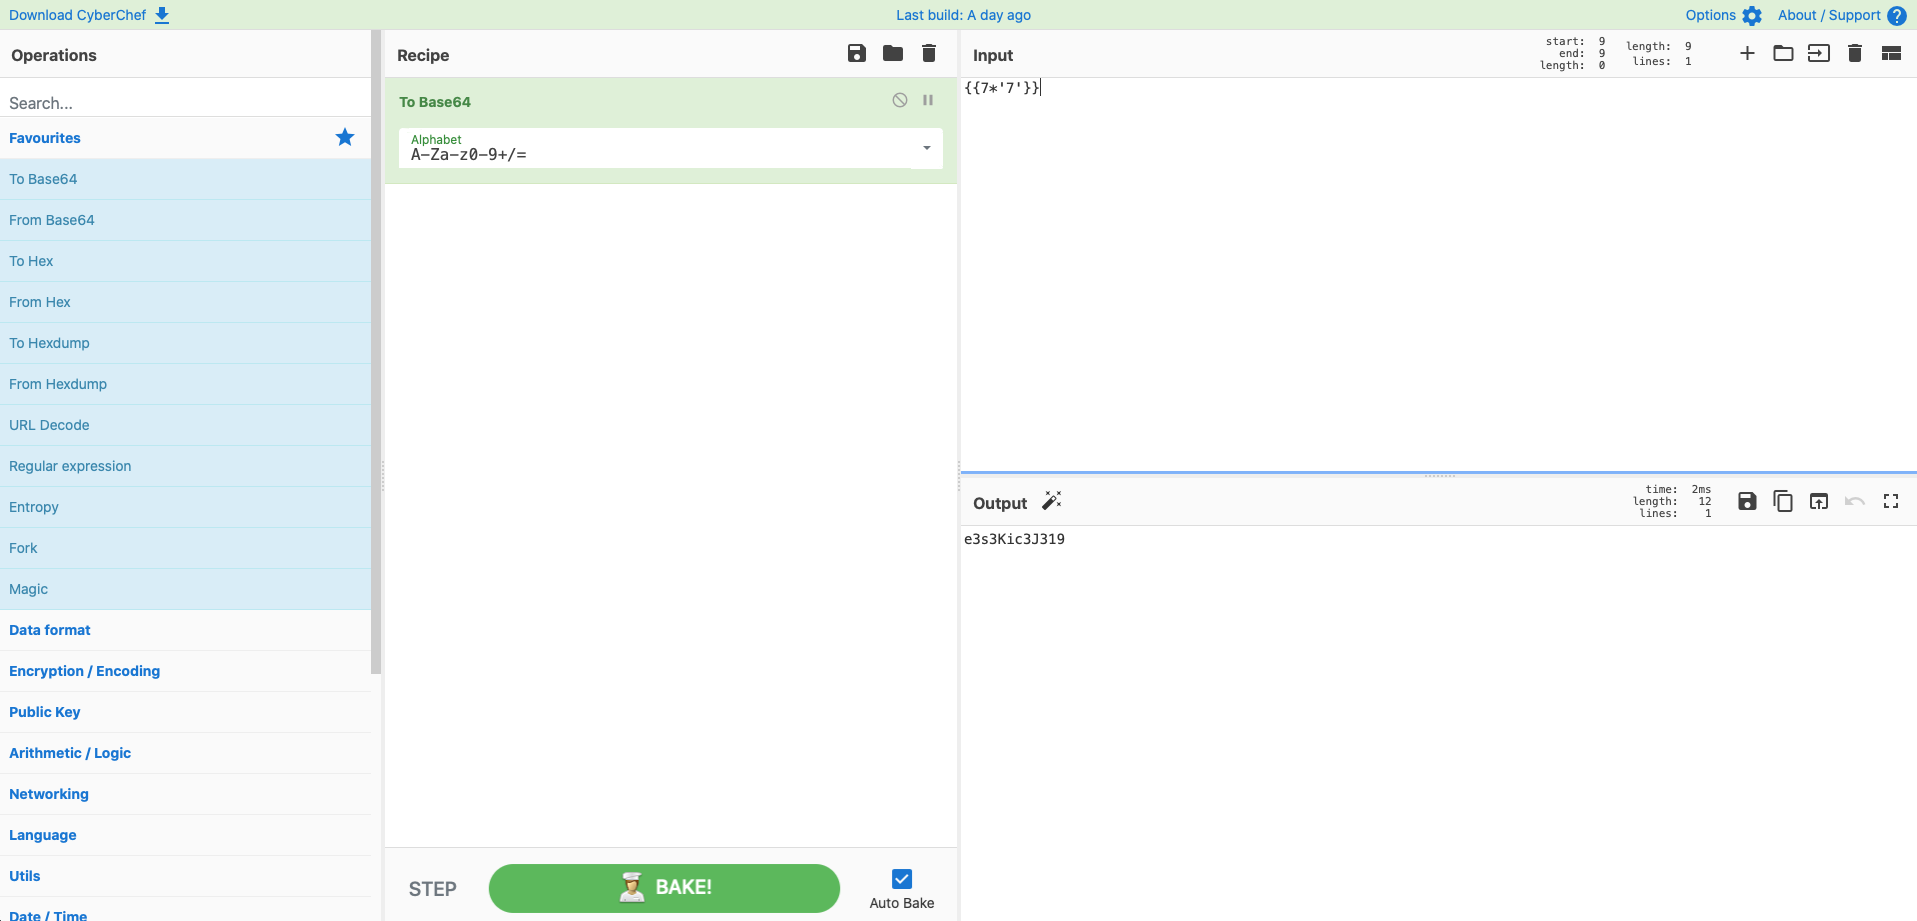 Download CyberChef
Last build: A day ago
Options
About / Support
Operations
Search...
Favourites
To Base64
From Base64
To Hex
From Hex
To Hexdump
From Hexdump
URL Decode
Regular expression
Entropy
Fork
Magic
Data format
Encryption / Encoding
Public Key
Arithmetic / Logic
Networking
Language
Utils
Date / Time
Recipe
To Base64
Alphabet
A-Za-z0-9+/=
STEP
BAKE!
Auto Bake
Input
start: 9
end: 9
length: 0
length: 9
lines: 1
{{7*'7'}}
Output
time: 2ms
length: 12
lines: 1
e3s3Kic3J319